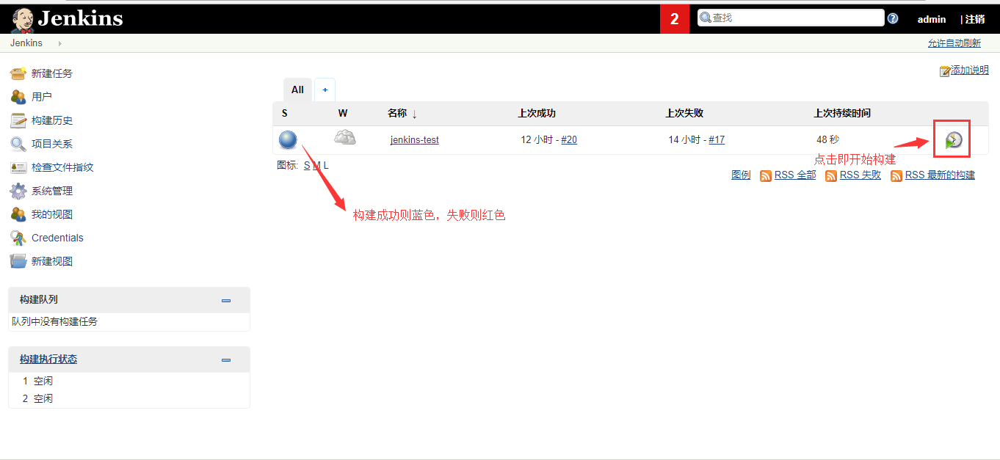 Jenkins
2
查找
admin
| 注销
Jenkins
允许自动刷新
新建任务
用户
构建历史
项目关系
检查文件指纹
系统管理
我的视图
Credentials
新建视图
构建队列
队列中没有构建任务
构建执行状态
1 空闲
2 空闲
添加说明
All +
S W 名称 ↓ 上次成功 上次失败 上次持续时间
jenkins-test 12 小时 - #20 14 小时 - #17 48 秒
点击即开始构建
图标: S M L
图例 RSS 全部 RSS 失败 RSS 最新的构建
构建成功则蓝色，失败则红色